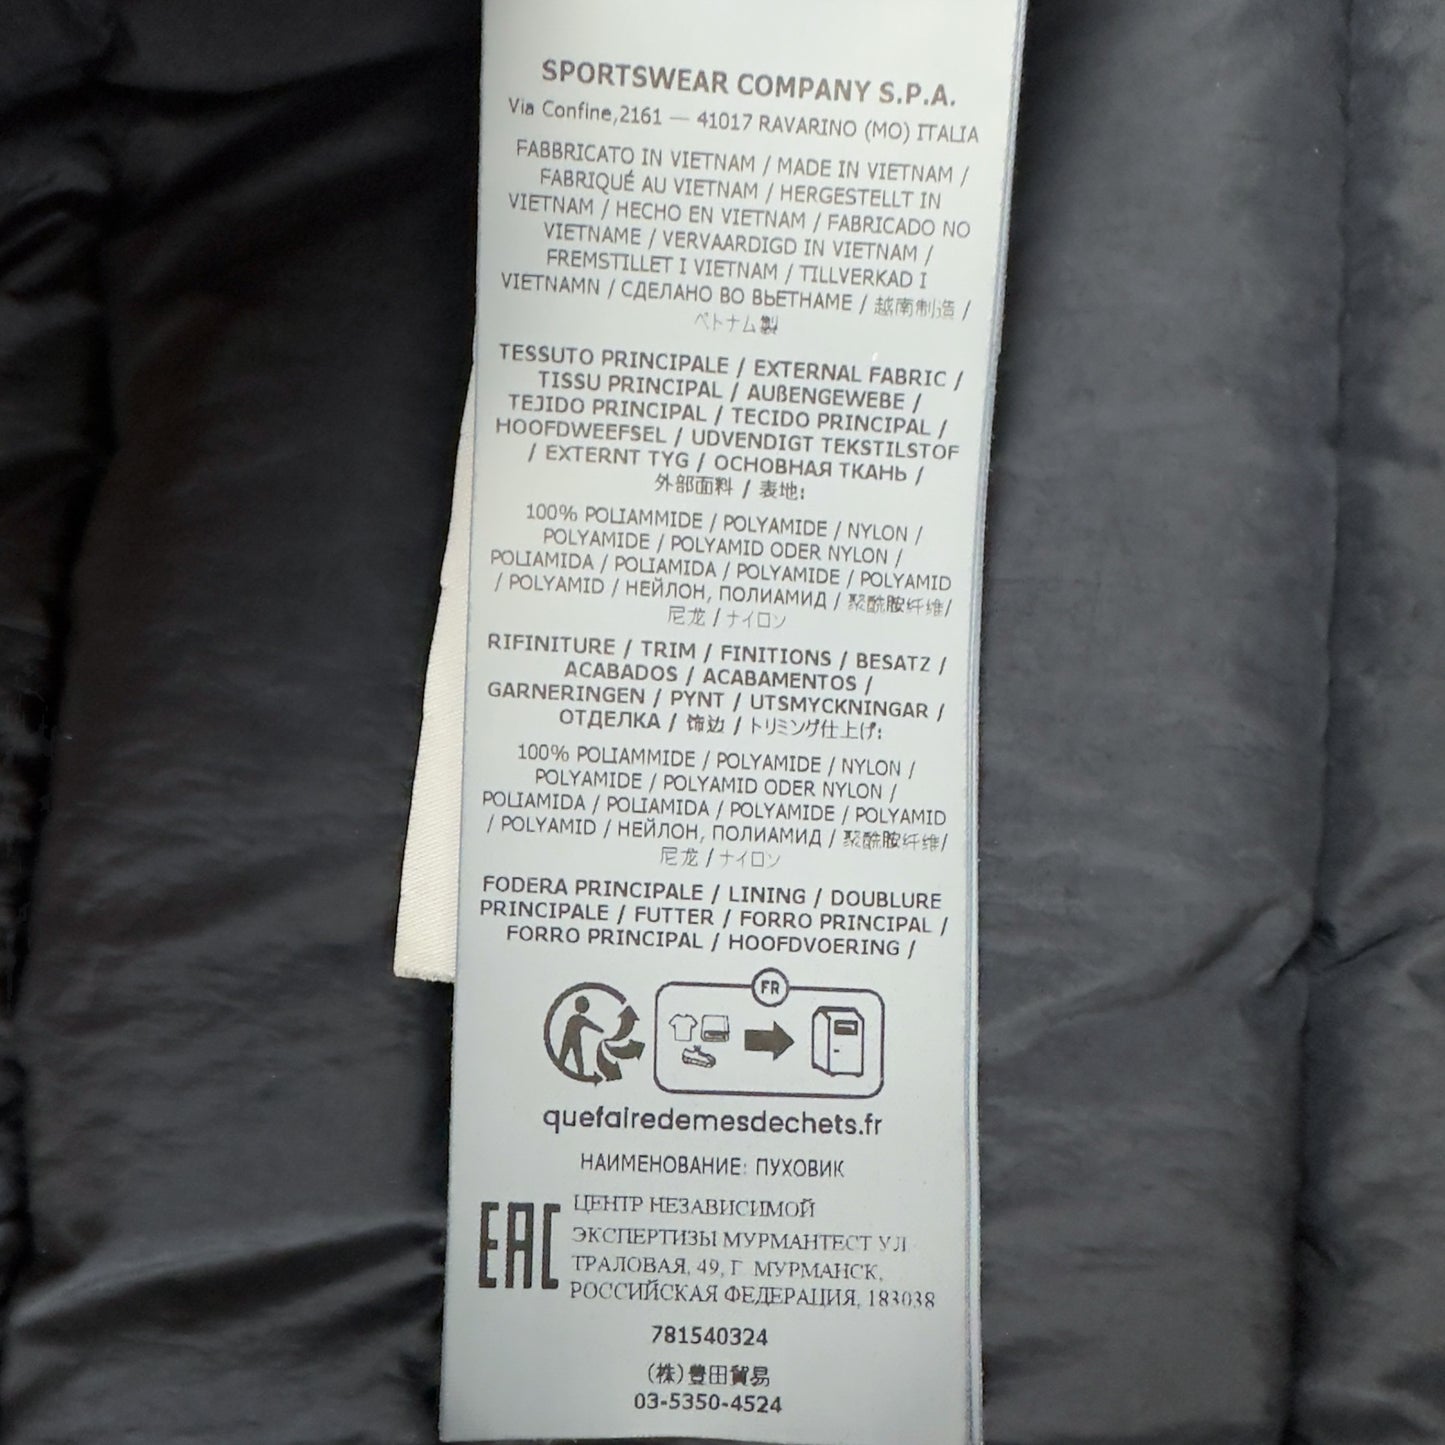 SPORTSWEAR COMPANY S.P.A.
Via Confine,2161 — 41017 RAVARINO (MO) ITALIA
FABBRICATO IN VIETNAM / MADE IN VIETNAM /
FABRIQUÉ AU VIETNAM / HERGESTELLT IN
VIETNAM / HECHO EN VIETNAM / FABRICADO NO
VIETNAME / VERVAARDIGD IN VIETNAM /
FREMSTILLET I VIETNAM / TILLVERKAD I
VIETNAMN / СДЕЛАНО ВО ВЬЕТНАМЕ / 越南制造 /
ベトナム製
TESSUTO PRINCIPALE / EXTERNAL FABRIC /
TISSU PRINCIPAL / AUßENGEWEBE /
TEJIDO PRINCIPAL / TECIDO PRINCIPAL /
HOOFDWEEFSEL / UDVENDIGT TEKSTILSTOF
/ EXTERNT TYG / ОСНОВНАЯ ТКАНЬ /
外部面料 / 表地:
100% POLIAMMIDE / POLYAMIDE / NYLON /
POLYAMIDE / POLYAMID ODER NYLON /
POLIAMIDA / POLIAMIDA / POLYAMIDE / POLYAMID
/ POLYAMID / НЕЙЛОН, ПОЛИАМИД / 聚酰胺纤维/
尼龙 / ナイロン
RIFINITURE / TRIM / FINITIONS / BESATZ /
ACABADOS / ACABAMENTOS /
GARNERINGEN / PYNT / UTSMYCKNINGAR /
ОТДЕЛКА / 饰边 / トリミング仕上げ:
100% POLIAMMIDE / POLYAMIDE / NYLON /
POLYAMIDE / POLYAMID ODER NYLON /
POLIAMIDA / POLIAMIDA / POLYAMIDE / POLYAMID
/ POLYAMID / НЕЙЛОН, ПОЛИАМИД / 聚酰胺纤维/
尼龙 / ナイロン
FODERA PRINCIPALE / LINING / DOUBLURE
PRINCIPALE / FUTTER / FORRO PRINCIPAL /
FORRO PRINCIPAL / HOOFDVOERING /
FR
quefairedemesdechets.fr
НАИМЕНОВАНИЕ: ПУХОВИК
EAC
ЦЕНТР НЕЗАВИСИМОЙ
ЭКСПЕРТИЗЫ МУРМАНТЕСТ УЛ
ТРАЛОВАЯ, 49, Г. МУРМАНСК,
РОССИЙСКАЯ ФЕДЕРАЦИЯ, 183038
781540324
(株)豊田貿易
03-5350-4524